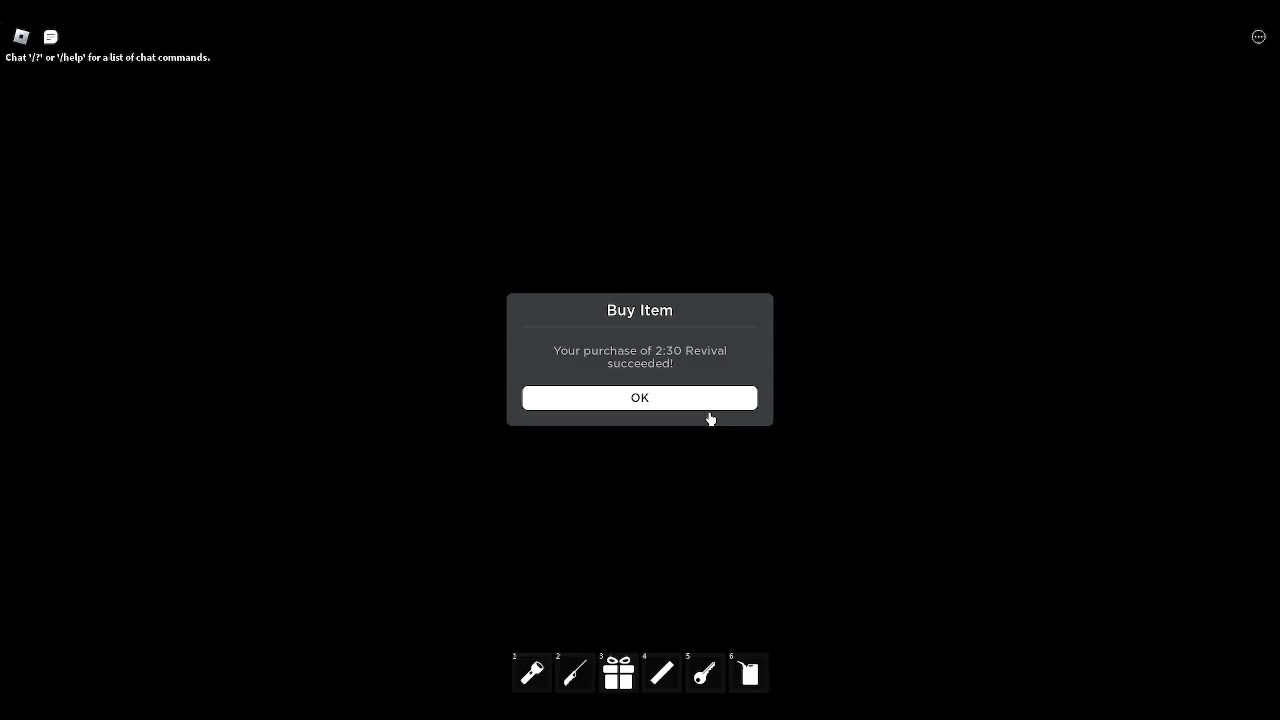 Chat '/?' or '/help' for a list of chat commands.
Buy Item
Your purchase of 2:30 Revival
succeeded!
OK
1 2 3 4 5 6